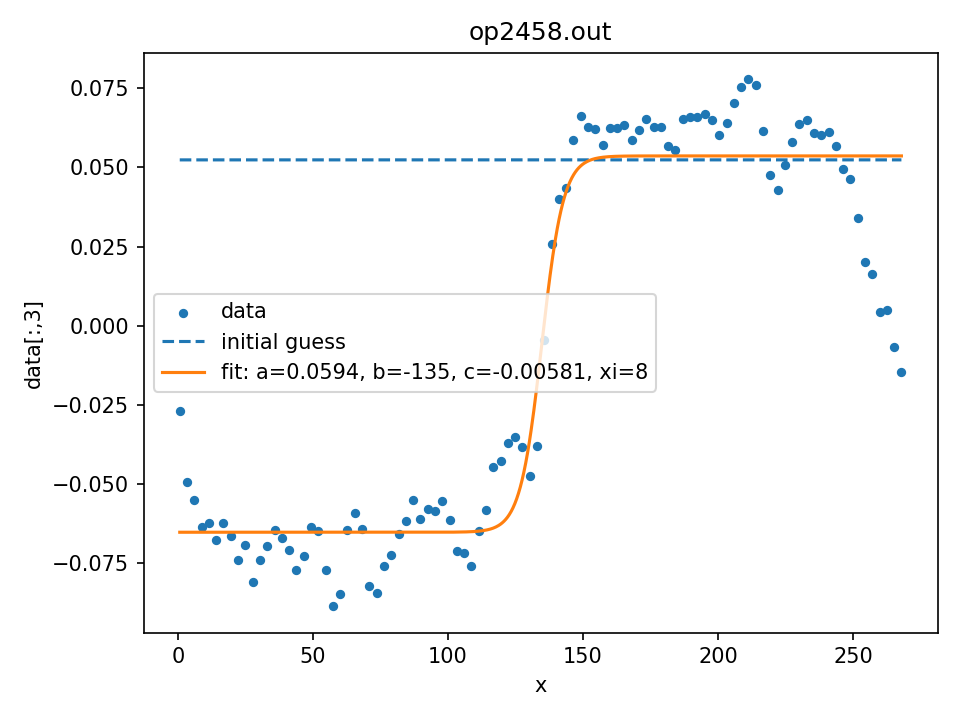 op2458.out
0.075
0.050
0.025
0.000
−0.025
−0.050
−0.075
data[:,3]
data
initial guess
fit: a=0.0594, b=-135, c=-0.00581, xi=8
0 50 100 150 200 250
x